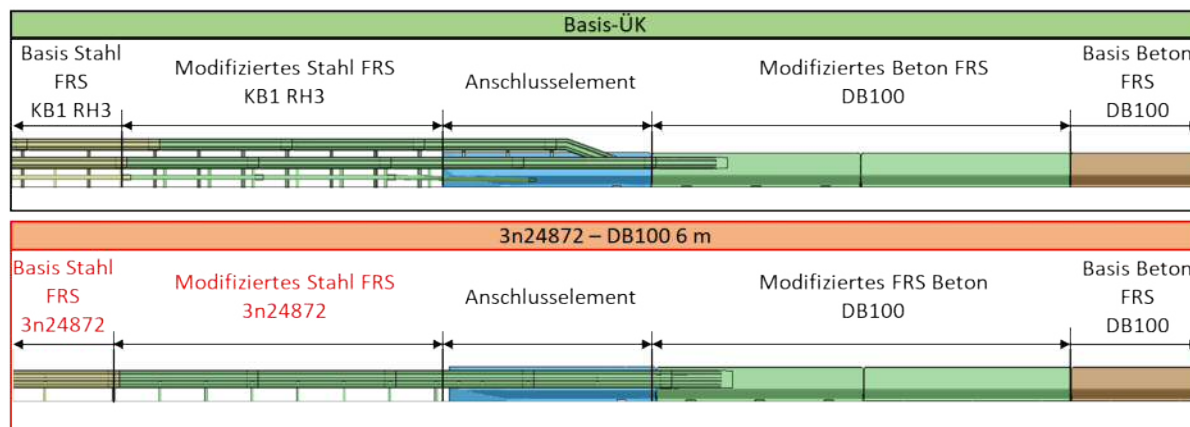 Basis-ÜK
Basis Stahl
FRS
KB1 RH3
Modifiziertes Stahl FRS
KB1 RH3
Anschlusselement
Modifiziertes Beton FRS
DB100
Basis Beton
FRS
DB100
3n24872 – DB100 6 m
Basis Stahl
FRS
3n24872
Modifiziertes Stahl FRS
3n24872
Anschlusselement
Modifiziertes FRS Beton
DB100
Basis Beton
FRS
DB100